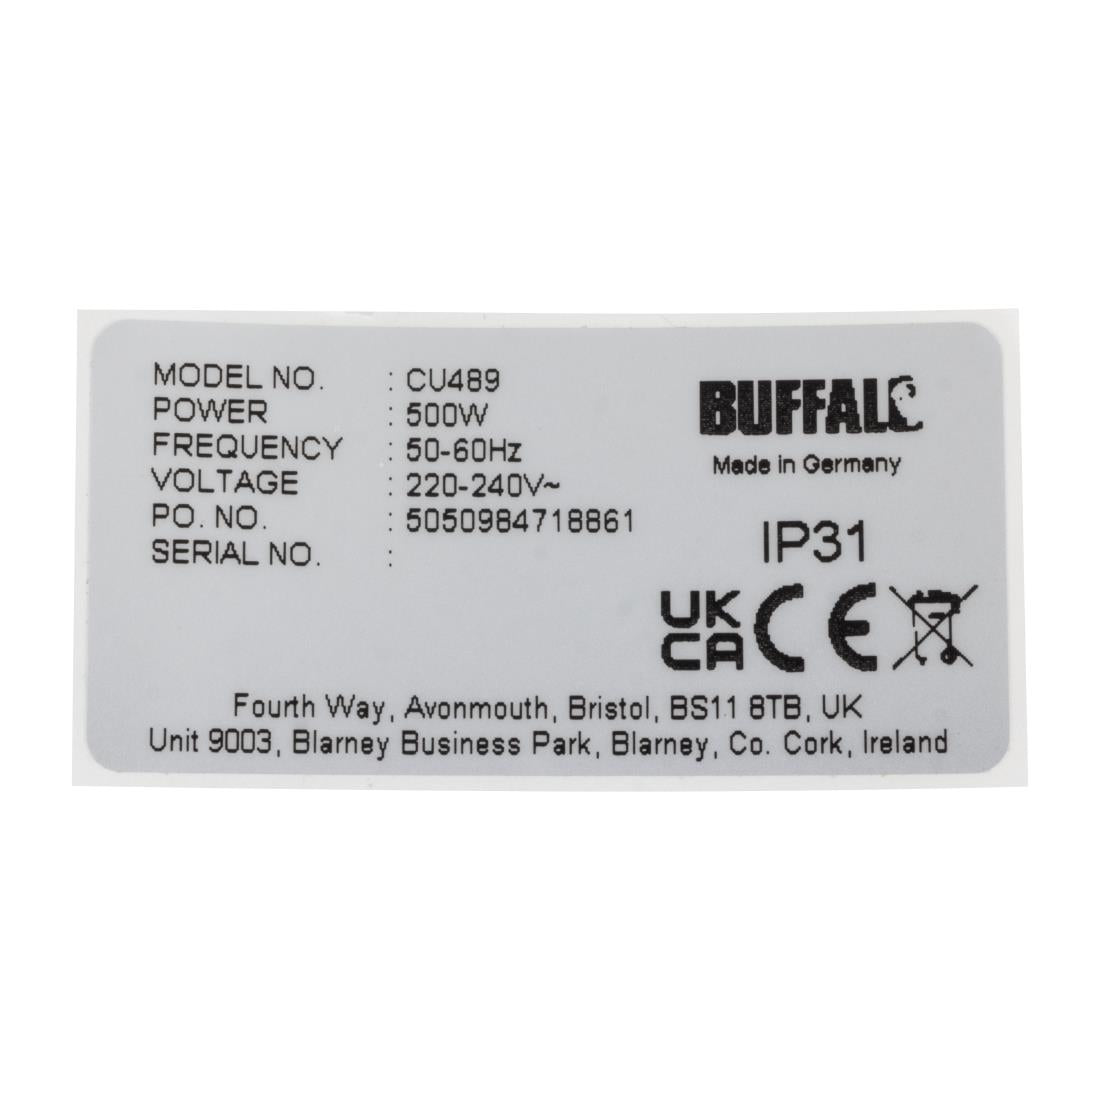 MODEL NO. : CU489
POWER : 500W
FREQUENCY : 50-60Hz
VOLTAGE : 220-240V~
PO. NO. : 5050984718861
SERIAL NO. :
BUFFALO
Made in Germany
IP31
UK
CA CE
Fourth Way, Avonmouth, Bristol, BS11 8TB, UK
Unit 9003, Blarney Business Park, Blarney, Co. Cork, Ireland